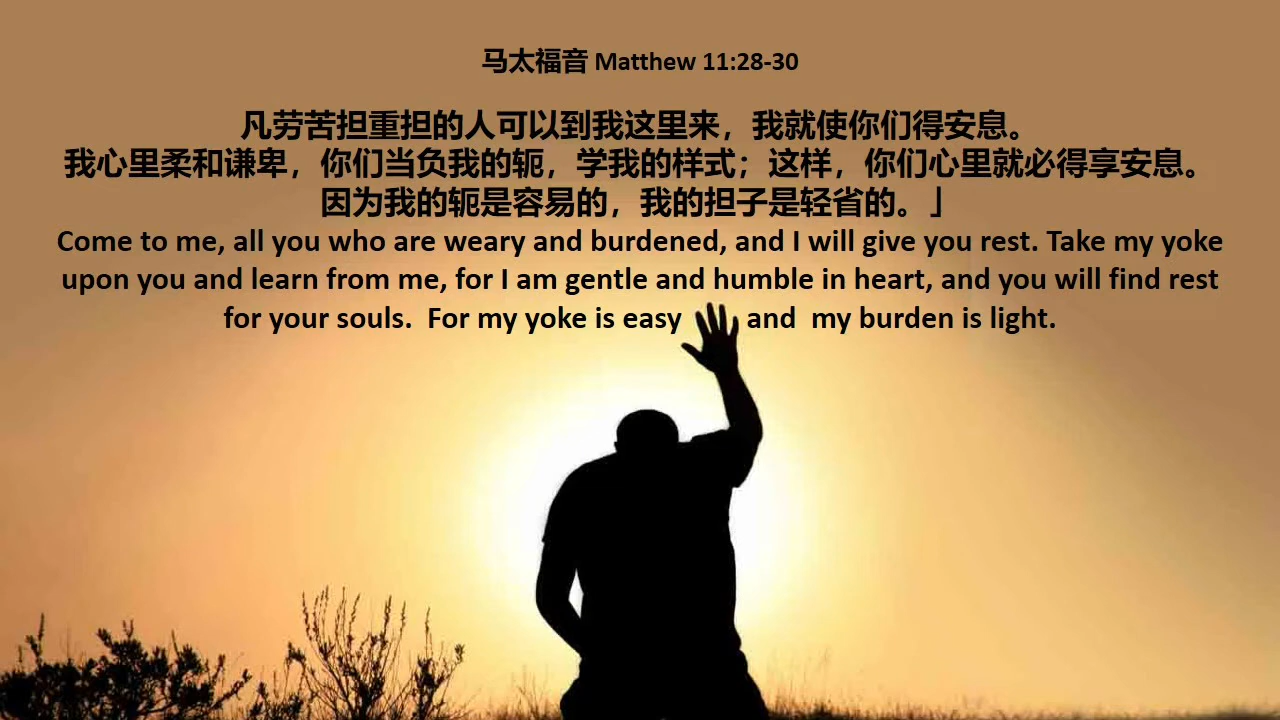 马太福音 Matthew 11:28-30
凡劳苦担重担的人可以到我这里来，我就使你们得安息。
我心里柔和谦卑，你们当负我的轭，学我的样式；这样，你们心里就必得享安息。
因为我的轭是容易的，我的担子是轻省的。」
Come to me, all you who are weary and burdened, and I will give you rest. Take my yoke
upon you and learn from me, for I am gentle and humble in heart, and you will find rest
for your souls.  For my yoke is easy and  my burden is light.